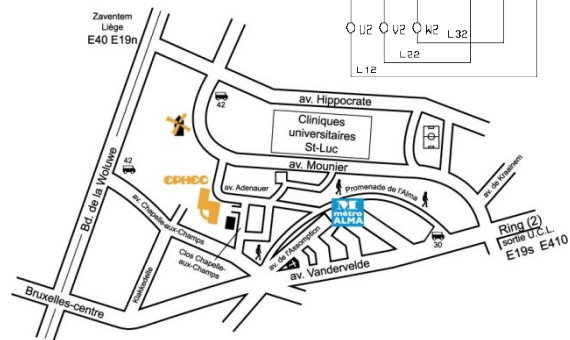 Zaventem
Liège
E40 E19n
U2 V2 W2
L32
L22
L12
42
av. Hippocrate
Cliniques
universitaires
St-Luc
av. Mounier
42
EPHEC
av. Adenauer
Promenade de l'Alma
av. de Kraainem
Bd. de la Woluwe
M
métro
ALMA
av. Chapelle-aux-Champs
Clos Chapelle-
aux-Champs
av. de l'Assomption
30
Ring (2)
sortie U.C.L.
E19s E410
Klakkedelle
av. Vandervelde
Bruxelles-centre